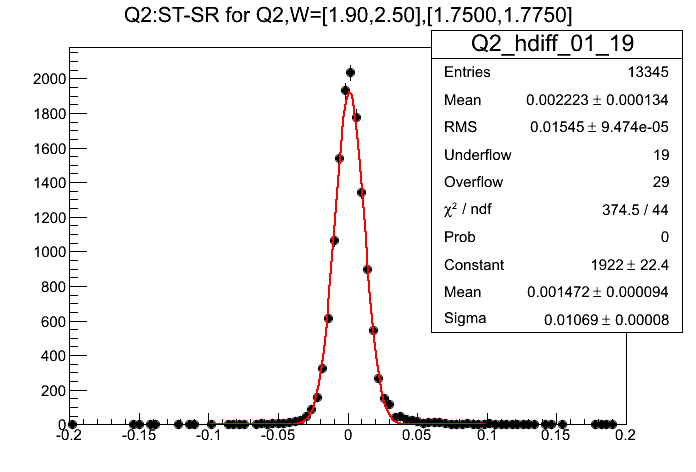 Q2:ST-SR for Q2,W=[1.90,2.50],[1.7500,1.7750]
Q2_hdiff_01_19
Entries 13345
Mean 0.002223 ± 0.000134
RMS 0.01545 ± 9.474e-05
Underflow 19
Overflow 29
χ² / ndf 374.5 / 44
Prob 0
Constant 1922 ± 22.4
Mean 0.001472 ± 0.000094
Sigma 0.01069 ± 0.00008
2000
1800
1600
1400
1200
1000
800
600
400
200
0
-0.2 -0.15 -0.1 -0.05 0 0.05 0.1 0.15 0.2